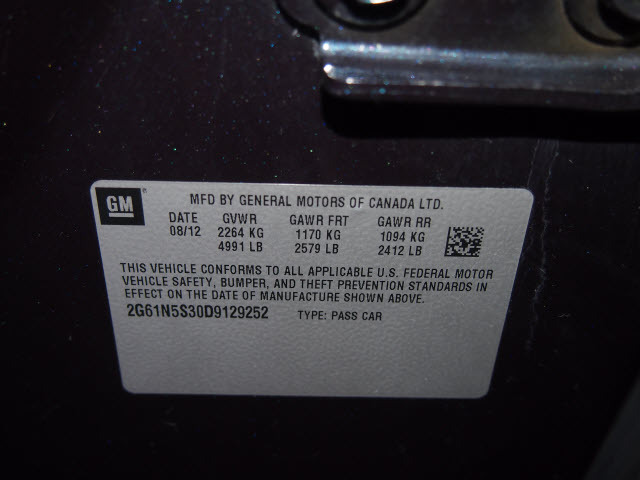 GM
MFD BY GENERAL MOTORS OF CANADA LTD.
DATE GVWR GAWR FRT GAWR RR
08/12 2264 KG 1170 KG 1094 KG
4991 LB 2579 LB 2412 LB
THIS VEHICLE CONFORMS TO ALL APPLICABLE U.S. FEDERAL MOTOR
VEHICLE SAFETY, BUMPER, AND THEFT PREVENTION STANDARDS IN
EFFECT ON THE DATE OF MANUFACTURE SHOWN ABOVE.
2G61N5S30D9129252 TYPE: PASS CAR